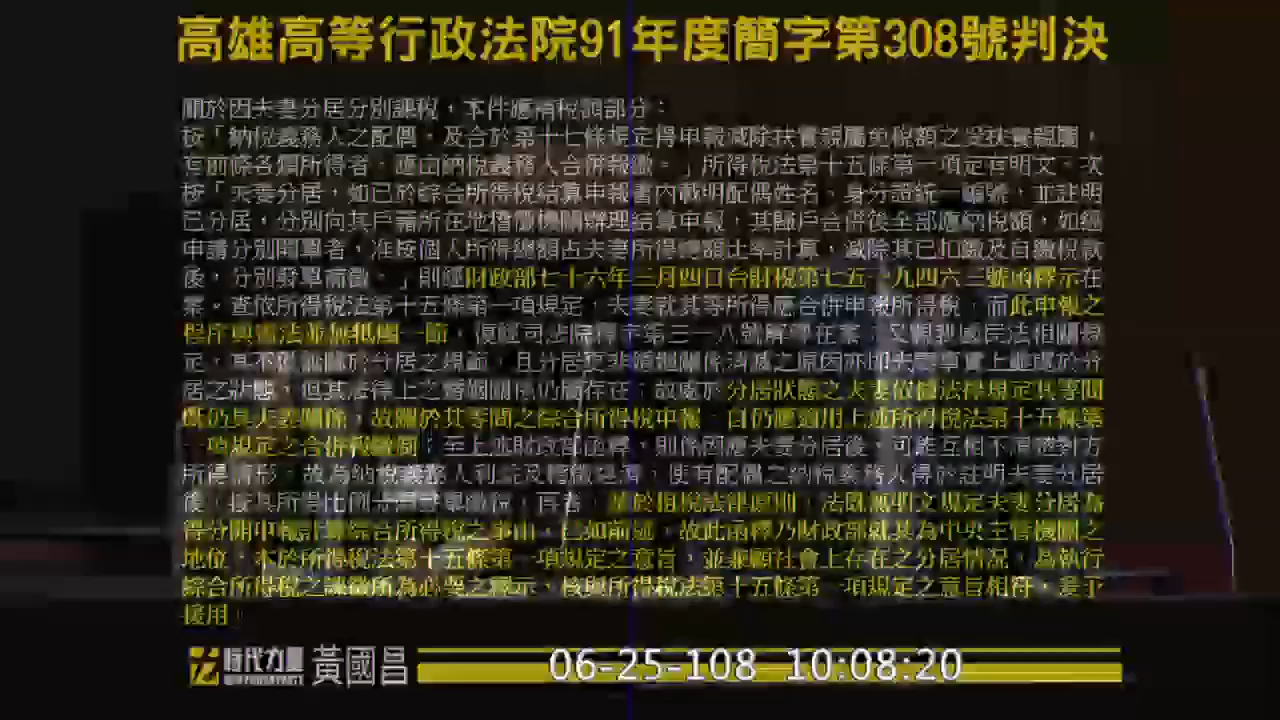 高雄高等行政法院91年度簡字第308號判決
關於因夫妻分居分別課稅，本件應補稅額部分：
按「納稅義務人之配偶，及合於第十七條規定得申報減除扶養親屬免稅額之受扶養親屬，
有前條各類所得者，應由納稅義務人合併報繳。」所得稅法第十五條第一項定有明文。次
按「夫妻分居，如已於綜合所得稅結算申報書內載明配偶姓名、身分證統一編號，並註明
已分居，分別向其戶籍所在地稽徵機關辦理結算申報，其歸戶合併後全部應納稅額，如經
申請分別開單者，准按個人所得總額占夫妻所得總額比率計算，減除其已扣繳及自繳稅款
後，分別發單補徵。」則經財政部七十六年三月四日台財稅第七五一九四六三號函釋示在
案。查依所得稅法第十五條第一項規定，夫妻就其等所得應合併申報所得稅，而此申報之
程序與憲法並無牴觸一節，復經司法院釋字第三一八號解釋在案，又觀我國民法相關規
定，其不僅無關於分居之規範，且分居更非婚姻關係消滅之原因亦即夫妻事實上雖處於分
居之狀態，但其法律上之婚姻關係仍屬存在，故處於分居狀態之夫妻依據法律規定其等間
既仍具夫妻關係，故關於其等間之綜合所得稅申報，自仍應適用上述所得稅法第十五條第
一項規定之合併報繳制。至上述財政部函釋，則係因應夫妻分居後，可能互相不清楚對方
所得情形，故為納稅義務人利益及稽徵經濟，使有配偶之納稅義務人得於註明夫妻分居
後，按其所得比例分開發單繳稅，再者，基於租稅法律原則，法既無明文規定夫妻分居為
得分開申報計算綜合所得稅之事由，已如前述，故此函釋乃財政部就其為中央主管機關之
地位，本於所得稅法第十五條第一項規定之意旨，並兼顧社會上存在之分居情況，為執行
綜合所得稅之課徵所為必要之釋示，核與所得稅法第十五條第一項規定之意旨相符，爰予
援用。
時代力量 黃國昌 06-25-108 10:08:20